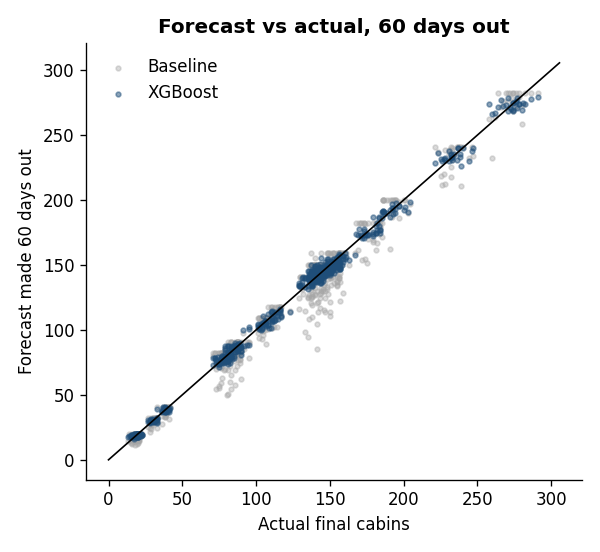 Forecast vs actual, 60 days out
Baseline
XGBoost
300
250
200
150
100
50
0
Forecast made 60 days out
0 50 100 150 200 250 300
Actual final cabins